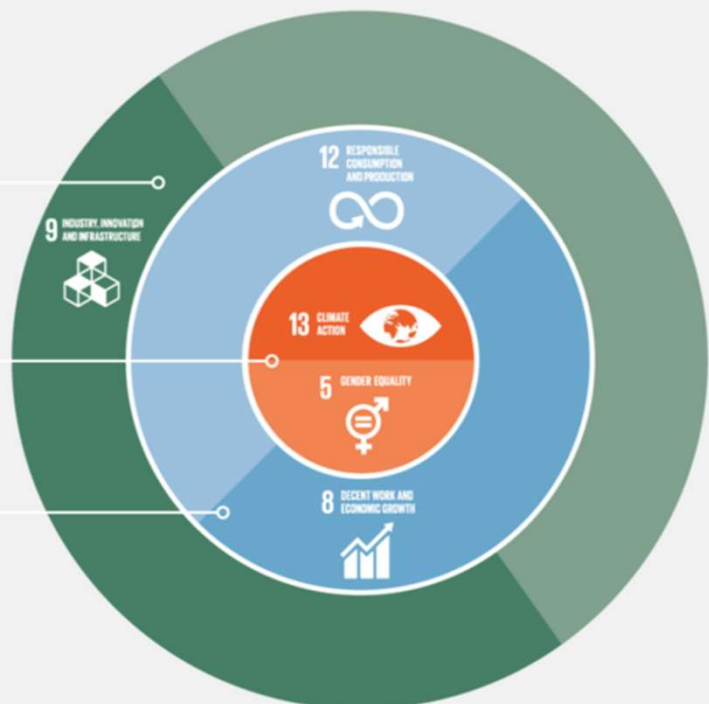 12 RESPONSIBLE
CONSUMPTION
AND PRODUCTION
9 INDUSTRY, INNOVATION
AND INFRASTRUCTURE
13 CLIMATE
ACTION
5 GENDER EQUALITY
8 DECENT WORK AND
ECONOMIC GROWTH